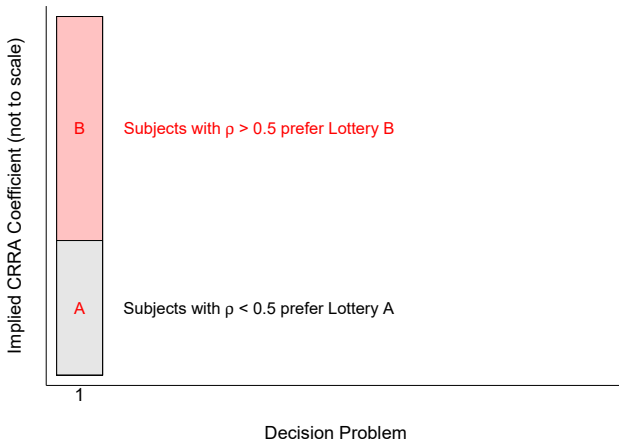 Implied CRRA Coefficient (not to scale)
B
Subjects with ρ > 0.5 prefer Lottery B
A
Subjects with ρ < 0.5 prefer Lottery A
1
Decision Problem